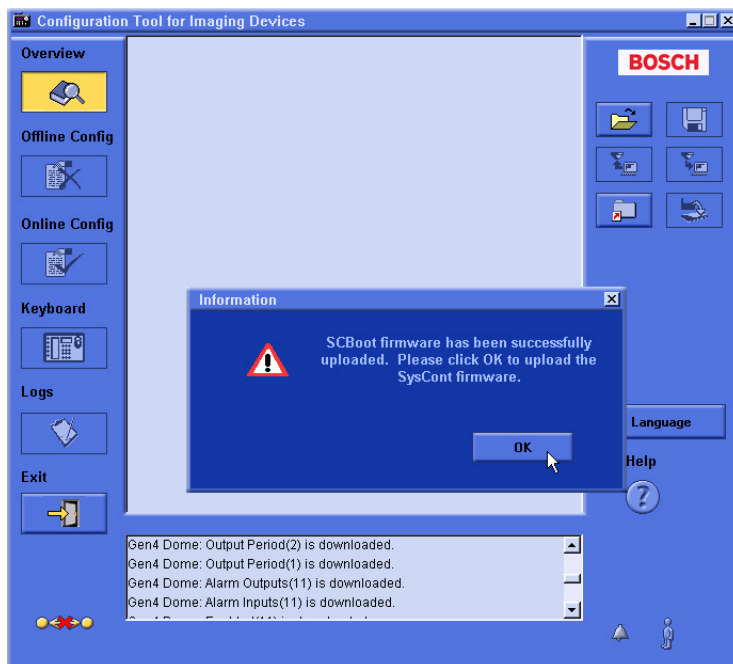 Configuration Tool for Imaging Devices
Overview
BOSCH
Offline Config
Online Config
Keyboard
Logs
Exit
Information
SCBoot firmware has been successfully
uploaded. Please click OK to upload the
SysCont firmware.
OK
Language
Help
?
Gen4 Dome: Output Period(2) is downloaded.
Gen4 Dome: Output Period(1) is downloaded.
Gen4 Dome: Alarm Outputs(11) is downloaded.
Gen4 Dome: Alarm Inputs(11) is downloaded.